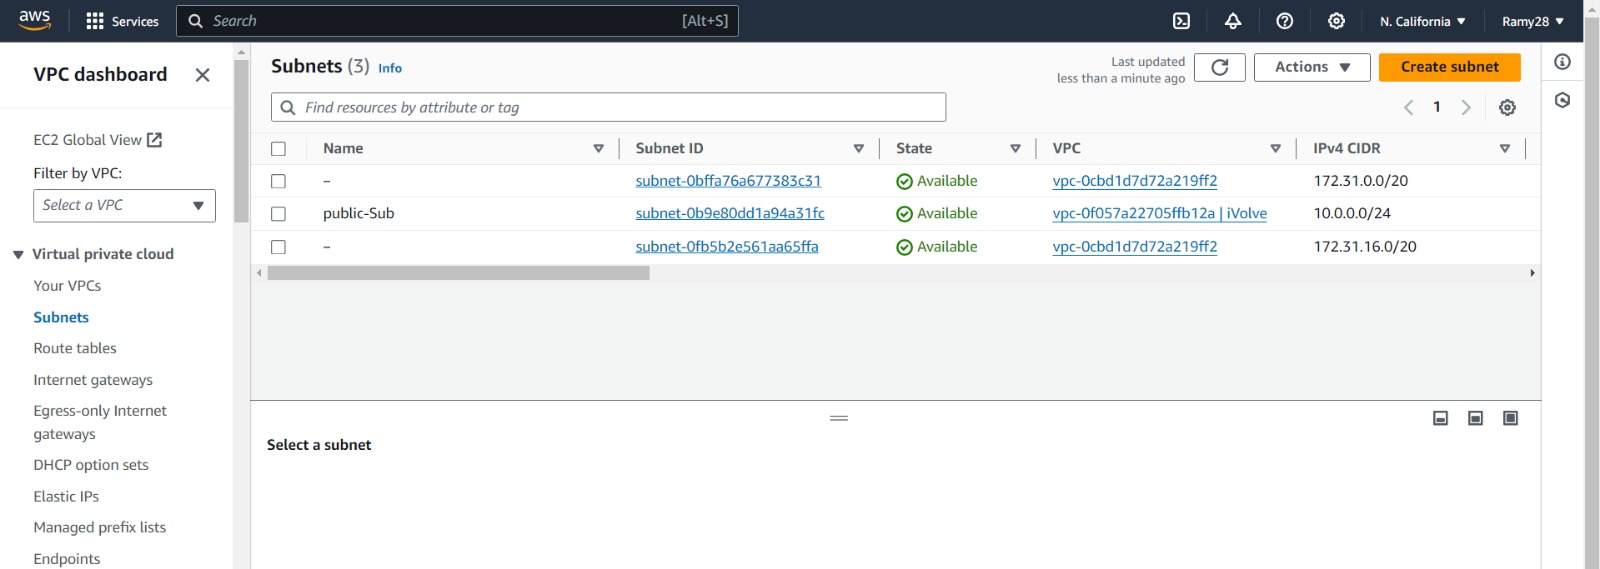 aws
Services
Search [Alt+S]
N. California
Ramy28
VPC dashboard
EC2 Global View
Filter by VPC:
Select a VPC
Virtual private cloud
Your VPCs
Subnets
Route tables
Internet gateways
Egress-only Internet
gateways
DHCP option sets
Elastic IPs
Managed prefix lists
Endpoints
Subnets (3) Info
Last updated
less than a minute ago
Actions
Create subnet
Find resources by attribute or tag
1
Name Subnet ID State VPC IPv4 CIDR
– subnet-0bffa76a677383c31 Available vpc-0cbd1d7d72a219ff2 172.31.0.0/20
public-Sub subnet-0b9e80dd1a94a31fc Available vpc-0f057a22705ffb12a | iVolve 10.0.0.0/24
– subnet-0fb5b2e561aa65ffa Available vpc-0cbd1d7d72a219ff2 172.31.16.0/20
Select a subnet